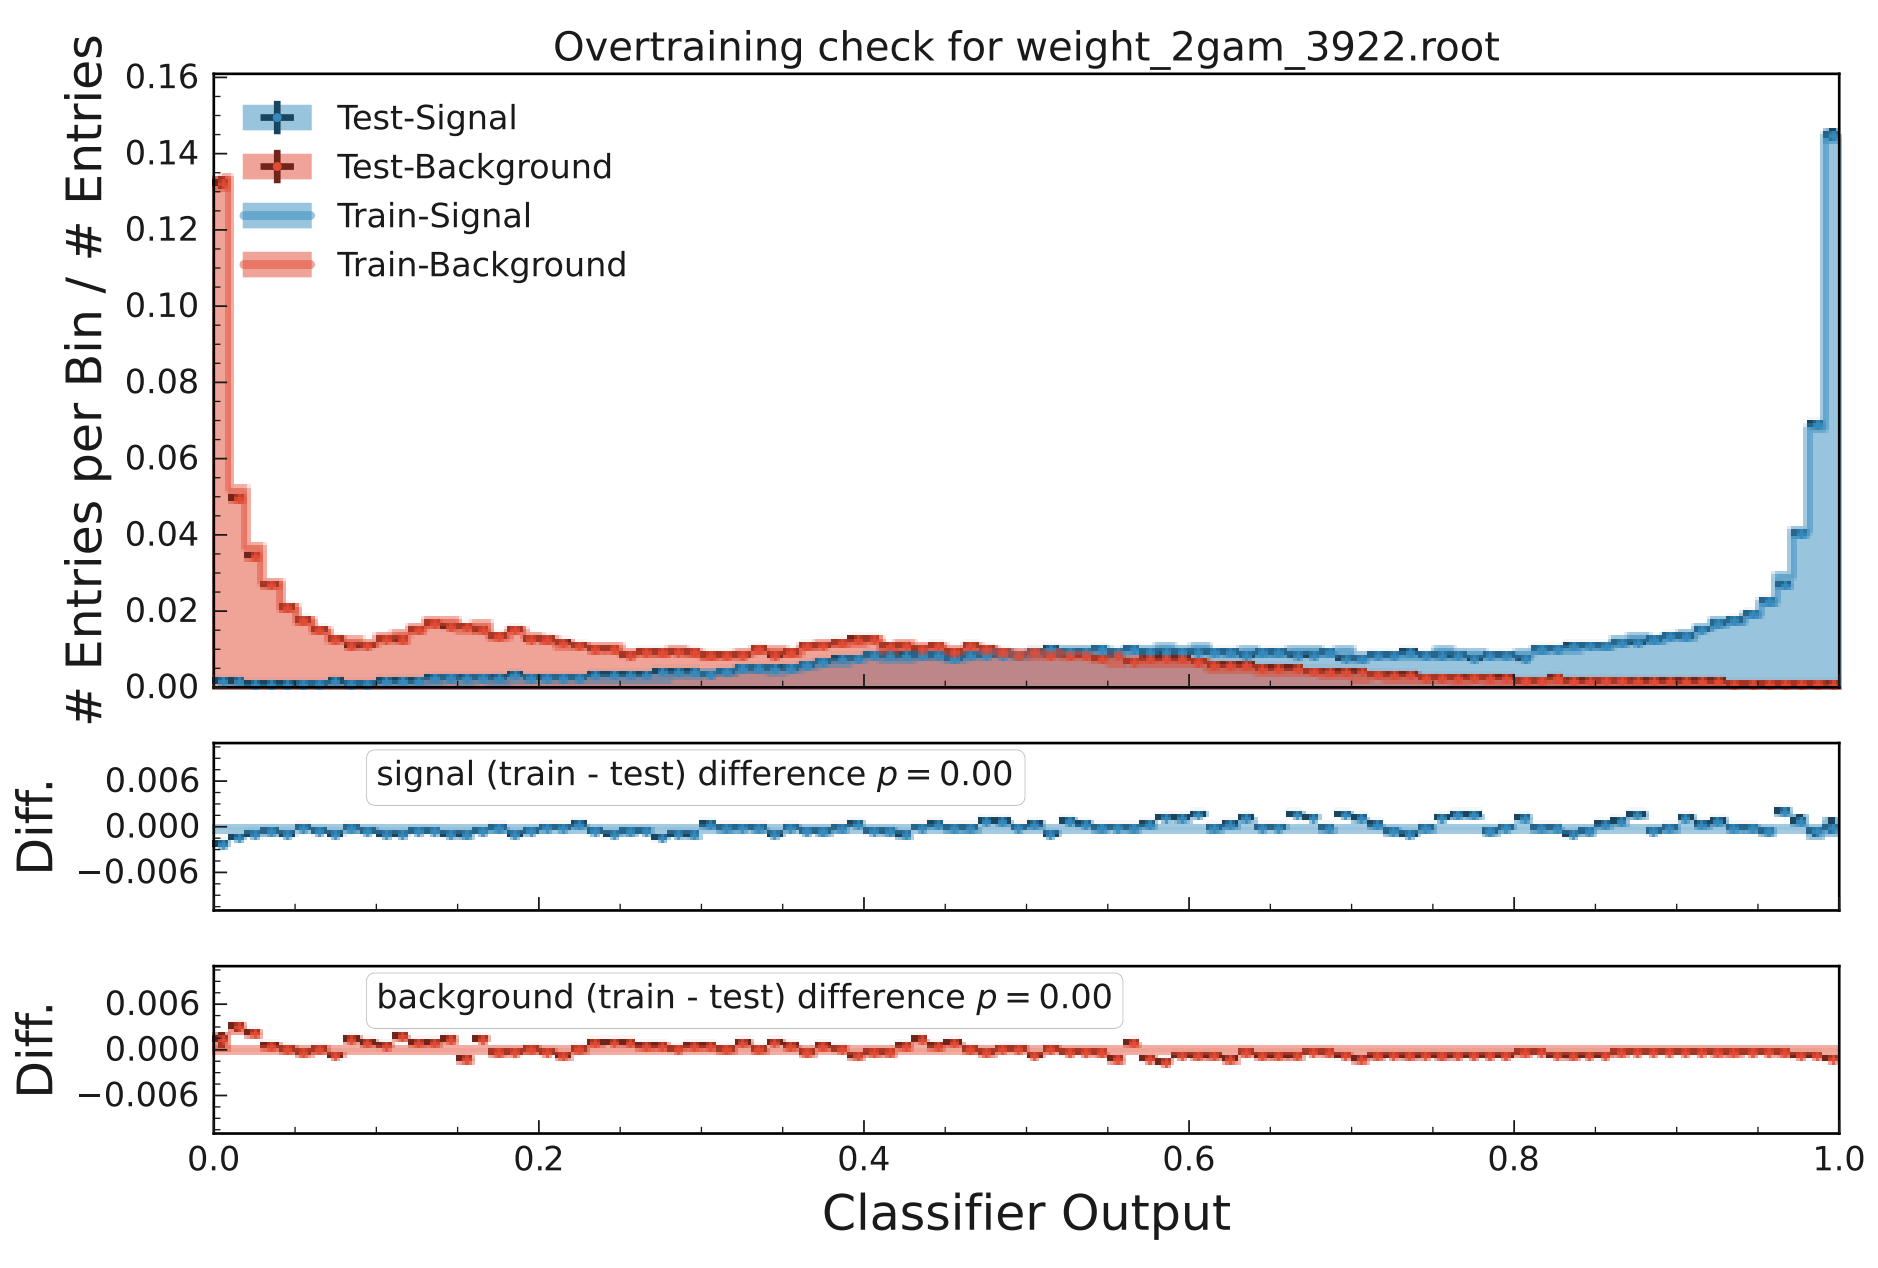 Overtraining check for weight_2gam_3922.root
# Entries per Bin / # Entries
0.16
0.14
0.12
0.10
0.08
0.06
0.04
0.02
0.00
Test-Signal
Test-Background
Train-Signal
Train-Background
Diff.
0.006
0.000
−0.006
signal (train - test) difference p = 0.00
Diff.
0.006
0.000
−0.006
background (train - test) difference p = 0.00
0.0 0.2 0.4 0.6 0.8 1.0
Classifier Output